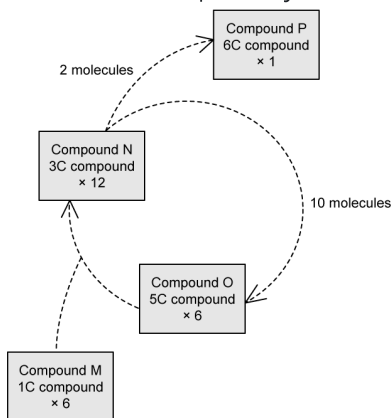 Compound P
6C compound
× 1
2 molecules
Compound N
3C compound
× 12
10 molecules
Compound O
5C compound
× 6
Compound M
1C compound
× 6